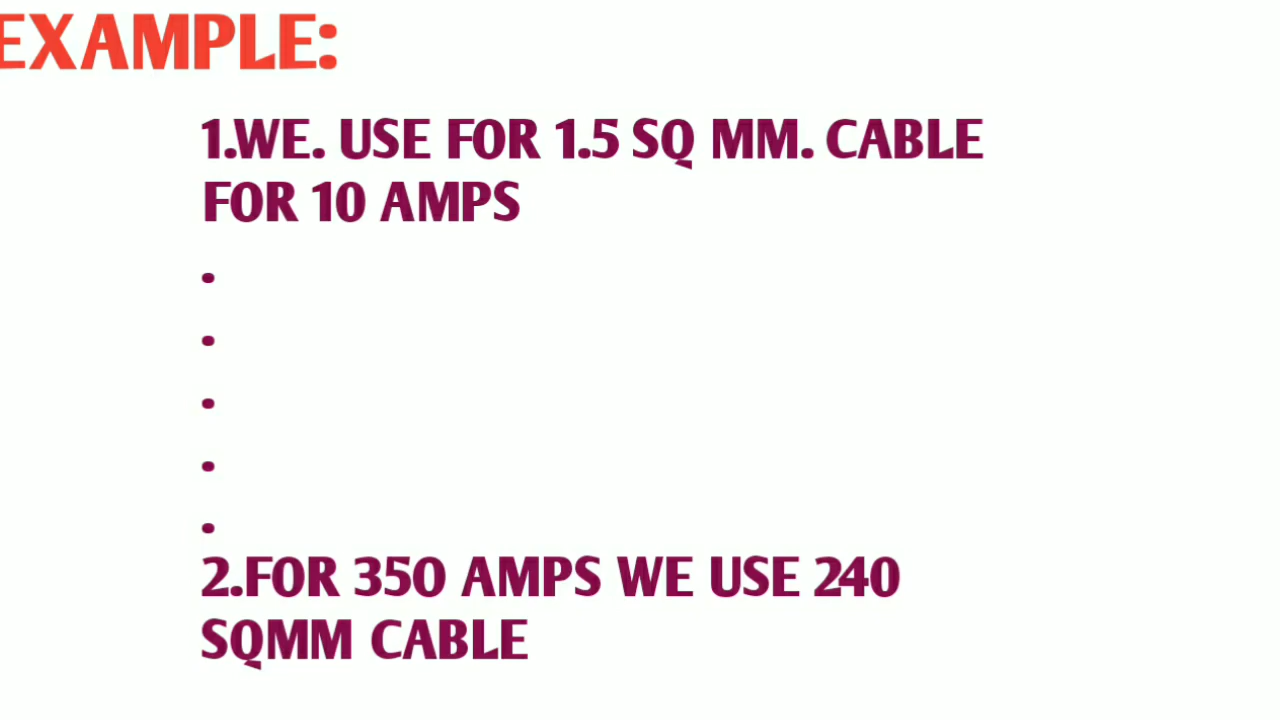 EXAMPLE:
1.WE. USE FOR 1.5 SQ MM. CABLE
FOR 10 AMPS
•
•
•
•
•
2.FOR 350 AMPS WE USE 240
SQMM CABLE